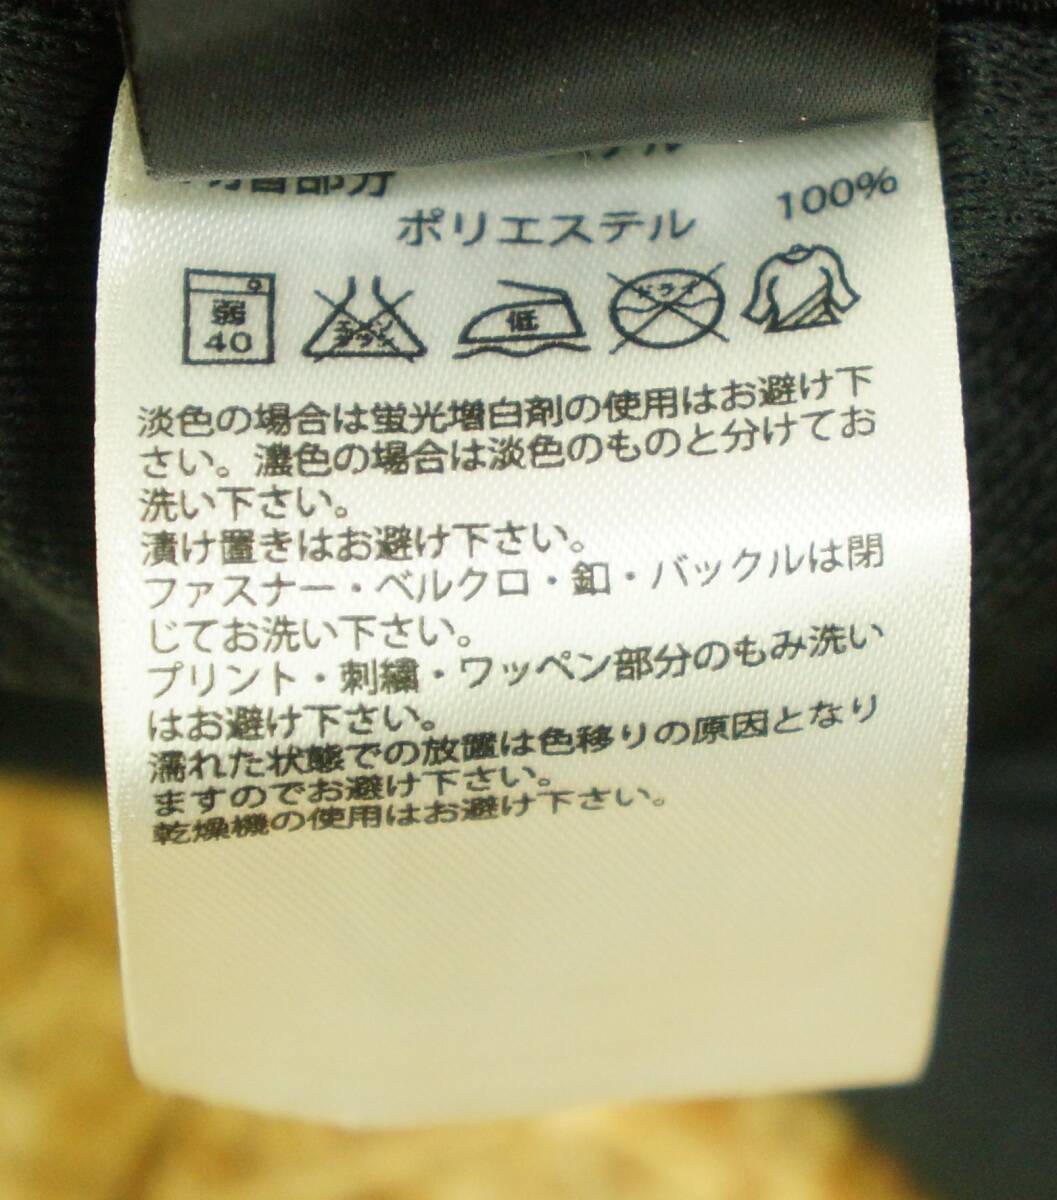 部分
ポリエステル 100%
弱
40
低
ドライ
淡色の場合は蛍光増白剤の使用はお避け下
さい。濃色の場合は淡色のものと分けてお
洗い下さい。
漬け置きはお避け下さい。
ファスナー・ベルクロ・釦・バックルは閉
じてお洗い下さい。
プリント・刺繍・ワッペン部分のもみ洗い
はお避け下さい。
濡れた状態での放置は色移りの原因となり
ますのでお避け下さい。
乾燥機の使用はお避け下さい。